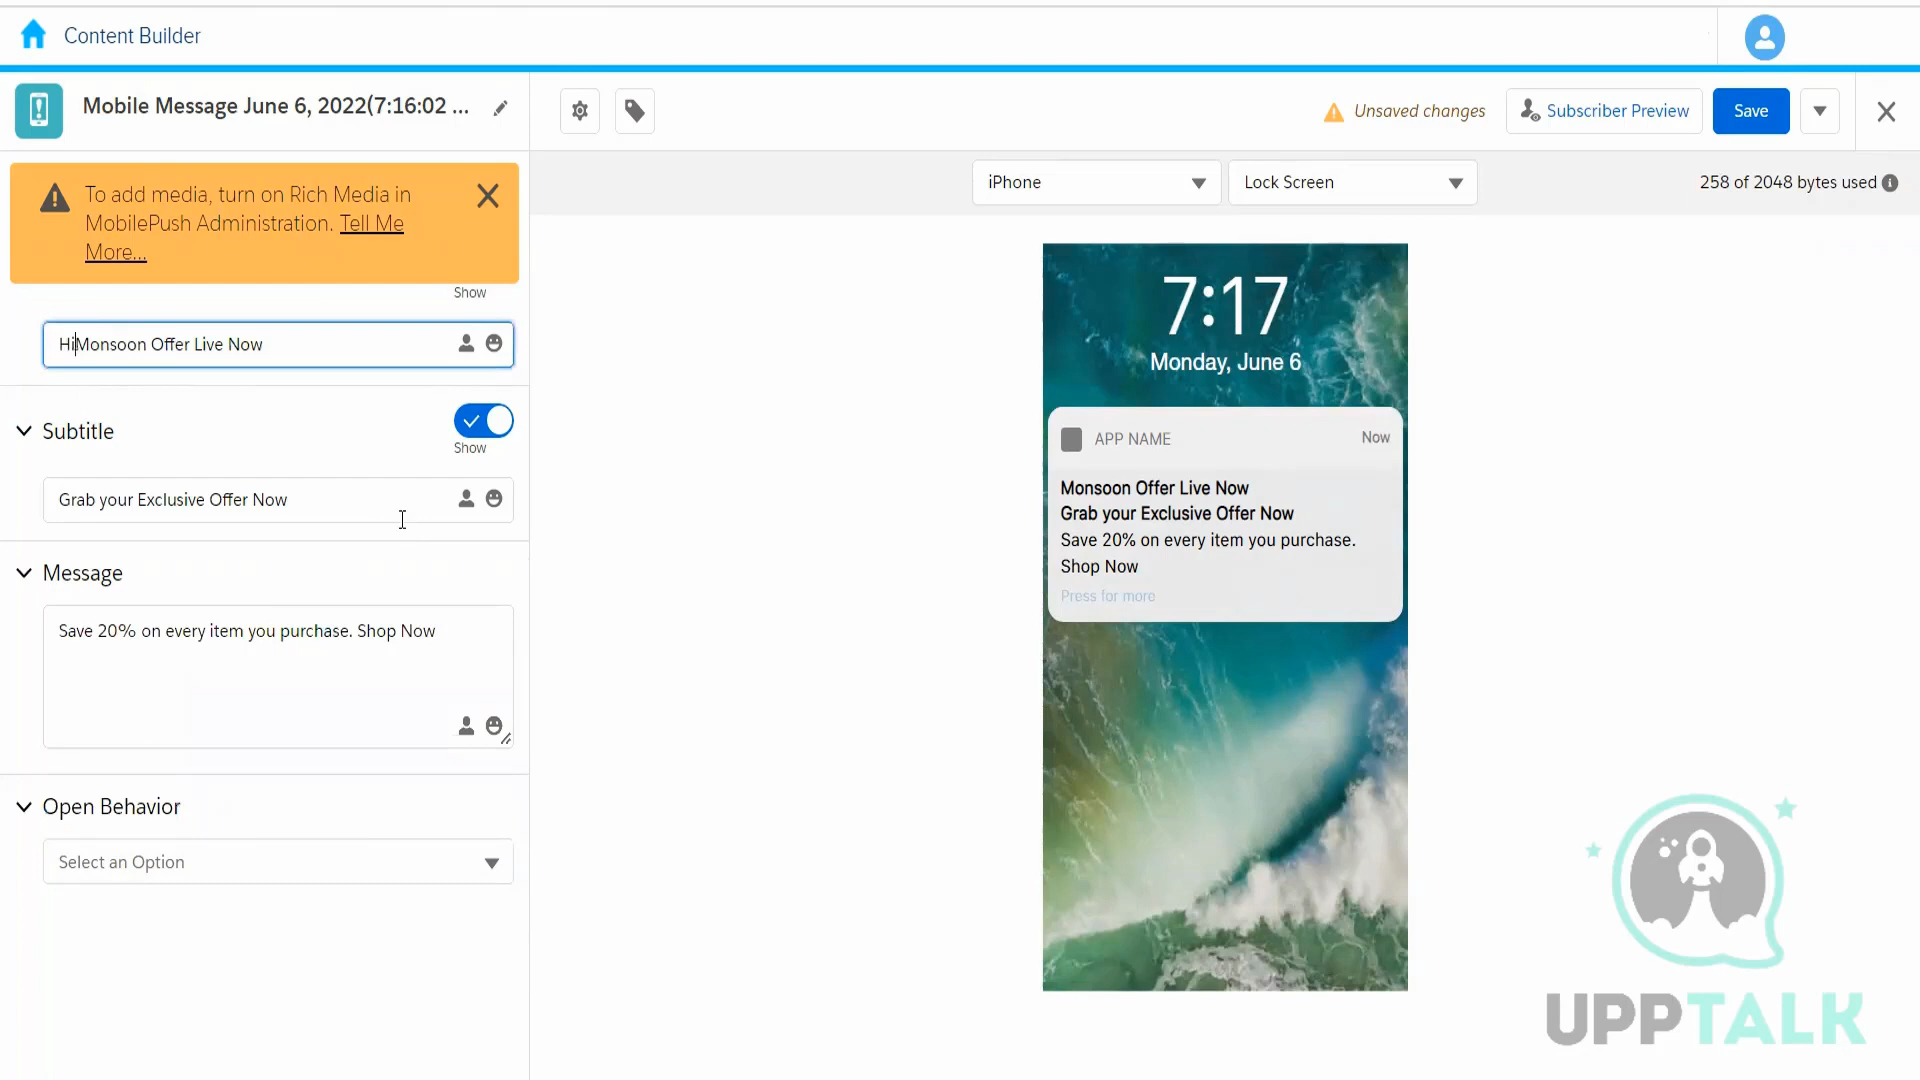 Content Builder
Mobile Message June 6, 2022(7:16:02 ...
Unsaved changes
Subscriber Preview
Save
To add media, turn on Rich Media in
MobilePush Administration. Tell Me
More...
iPhone
Lock Screen
258 of 2048 bytes used
Show
HiMonsoon Offer Live Now
Subtitle
Show
Grab your Exclusive Offer Now
Message
Save 20% on every item you purchase. Shop Now
Open Behavior
Select an Option
7:17
Monday, June 6
APP NAME
Now
Monsoon Offer Live Now
Grab your Exclusive Offer Now
Save 20% on every item you purchase.
Shop Now
Press for more
UPPTALK